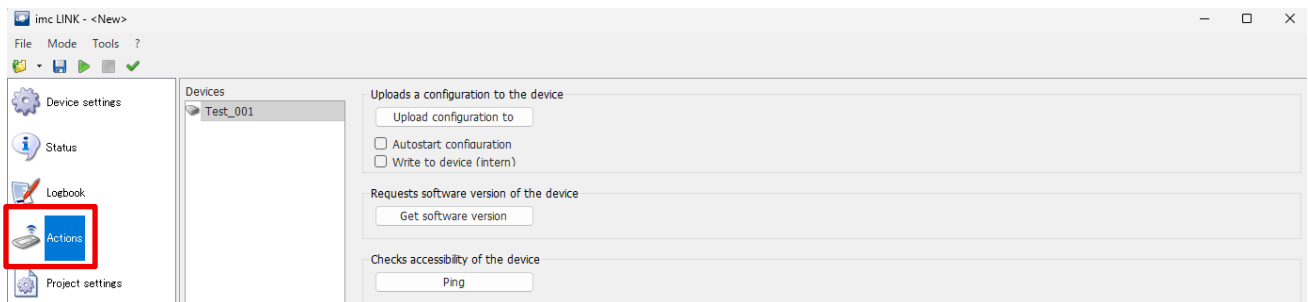 imc LINK - <New>
File Mode Tools ?
Device settings
Status
Logbook
Actions
Project settings
Devices
Test_001
Uploads a configuration to the device
Upload configuration to
Autostart configuration
Write to device (intern)
Requests software version of the device
Get software version
Checks accessibility of the device
Ping